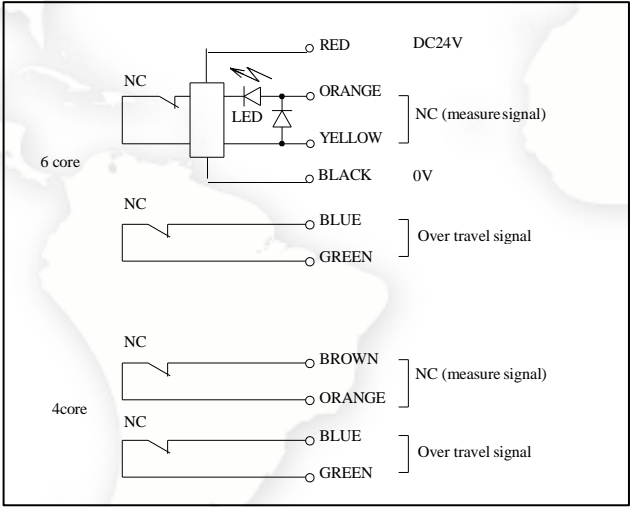 RED DC24V
NC
ORANGE
NC (measure signal)
LED
YELLOW
6 core
BLACK 0V
NC
BLUE
Over travel signal
GREEN
NC
BROWN
NC (measure signal)
ORANGE
4core
NC
BLUE
Over travel signal
GREEN